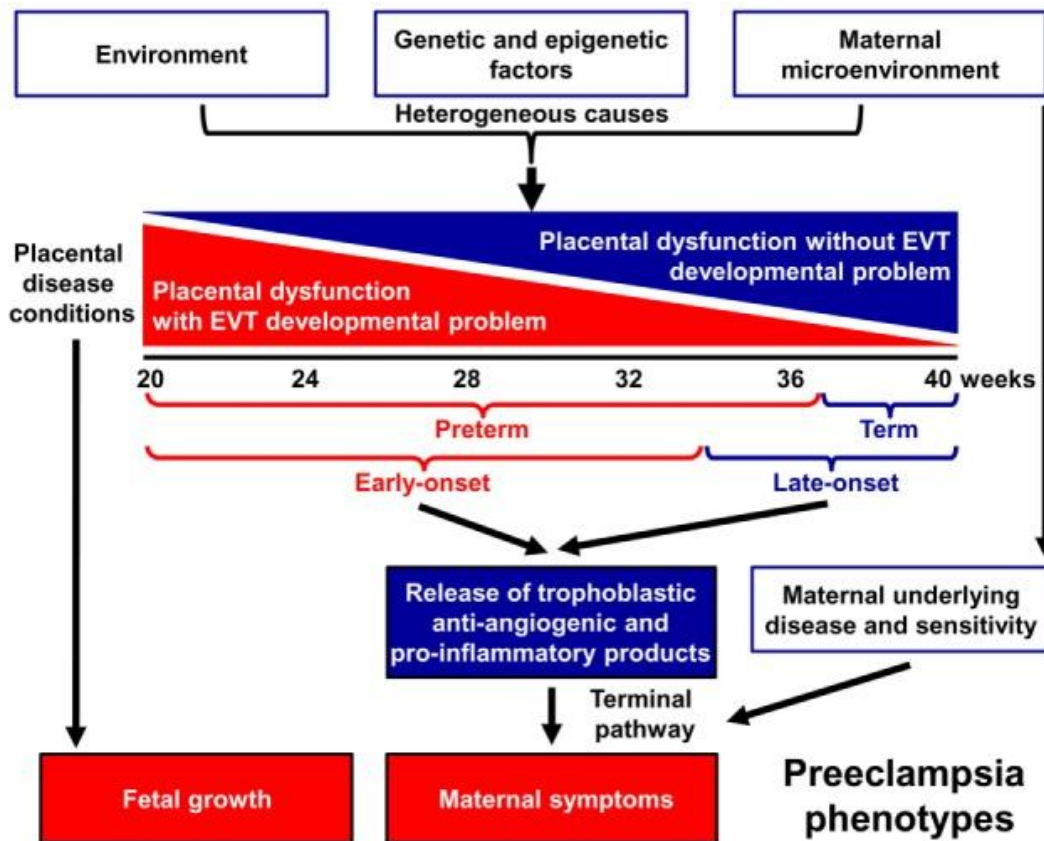 Environment
Genetic and epigenetic
factors
Maternal
microenvironment
Heterogeneous causes
Placental
disease
conditions
Placental dysfunction without EVT
developmental problem
Placental dysfunction
with EVT developmental problem
20 24 28 32 36 40 weeks
Preterm
Term
Early-onset
Late-onset
Release of trophoblastic
anti-angiogenic and
pro-inflammatory products
Maternal underlying
disease and sensitivity
Terminal
pathway
Fetal growth
Maternal symptoms
Preeclampsia
phenotypes